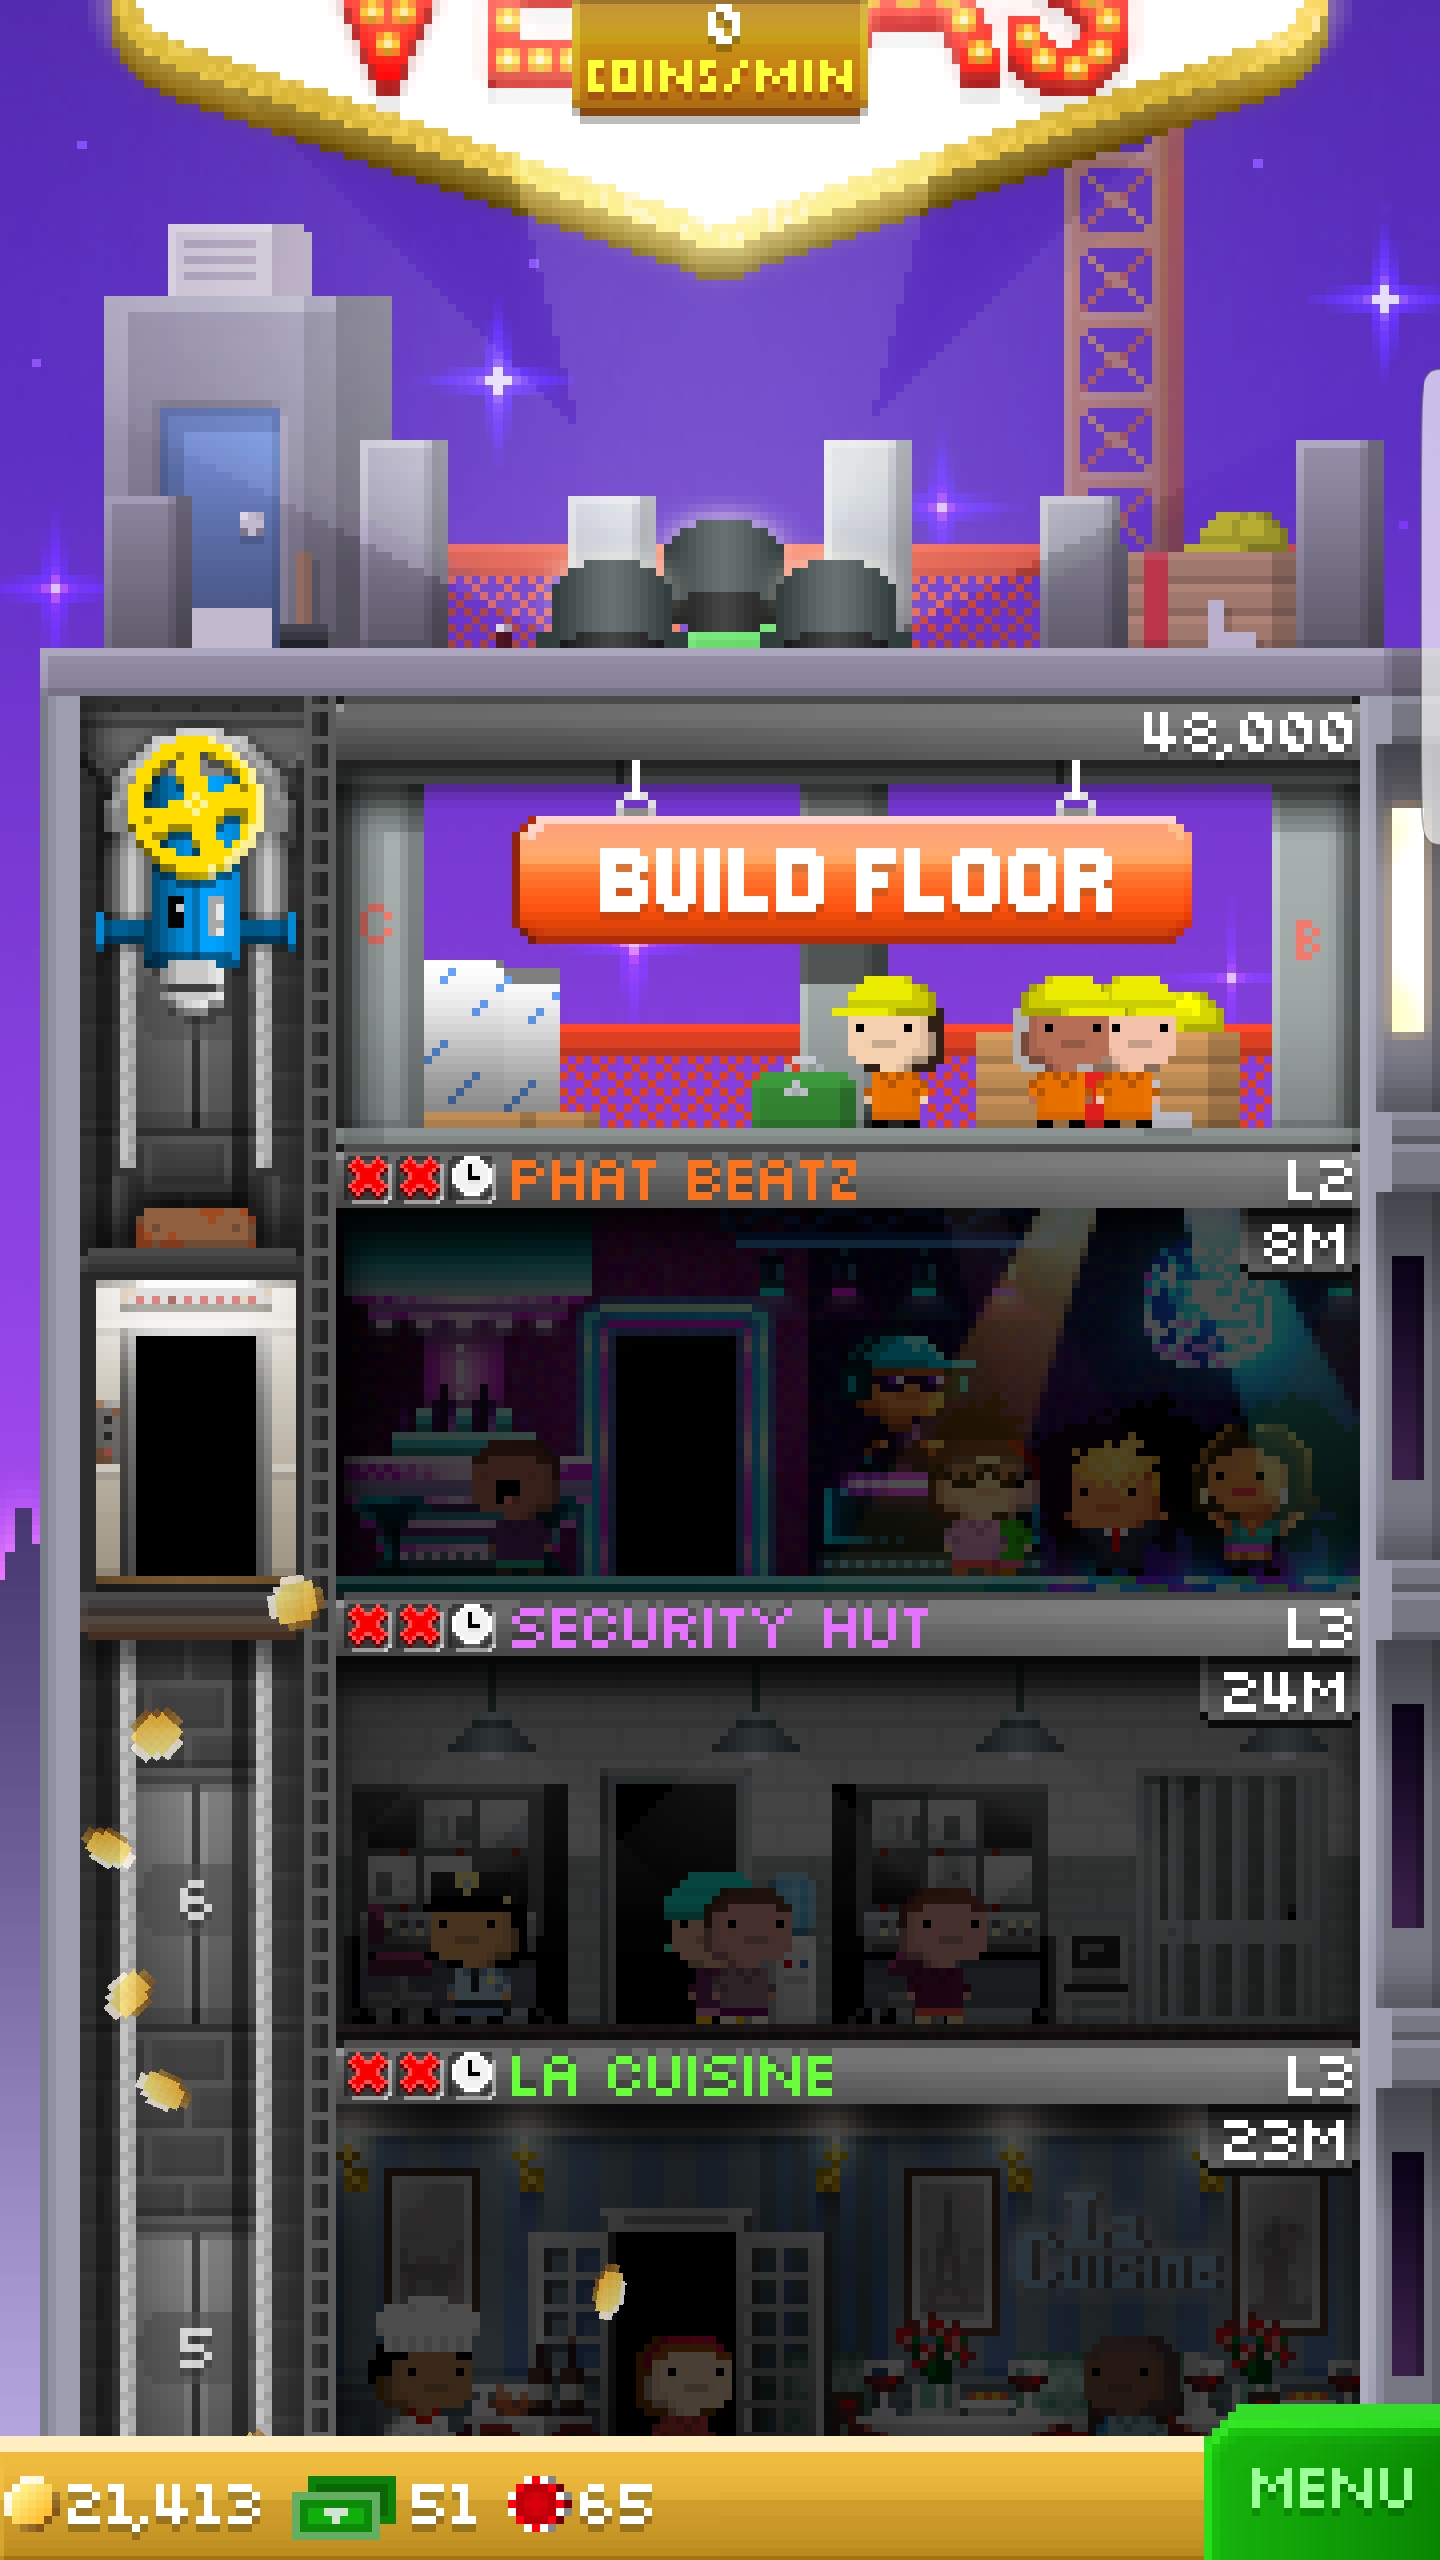 0
COINS/MIN
48,000
BUILD FLOOR
C
B
PHAT BEATZ L2
8M
SECURITY HUT L3
24M
6
LA CUISINE L3
23M
La
Cuisine
5
21,413 51 65
MENU